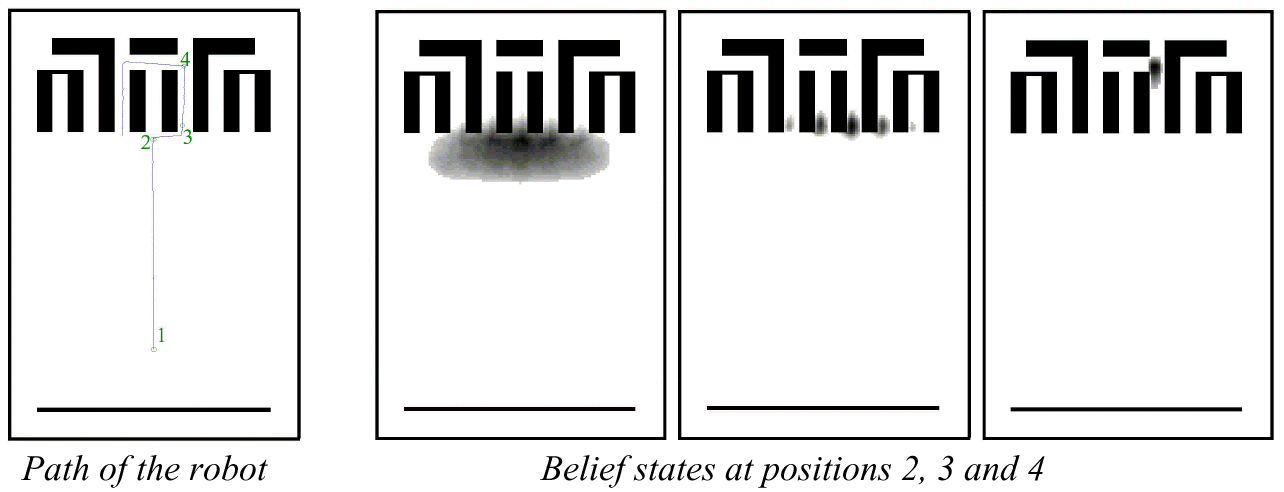 4
2
3
1
Path of the robot
Belief states at positions 2, 3 and 4